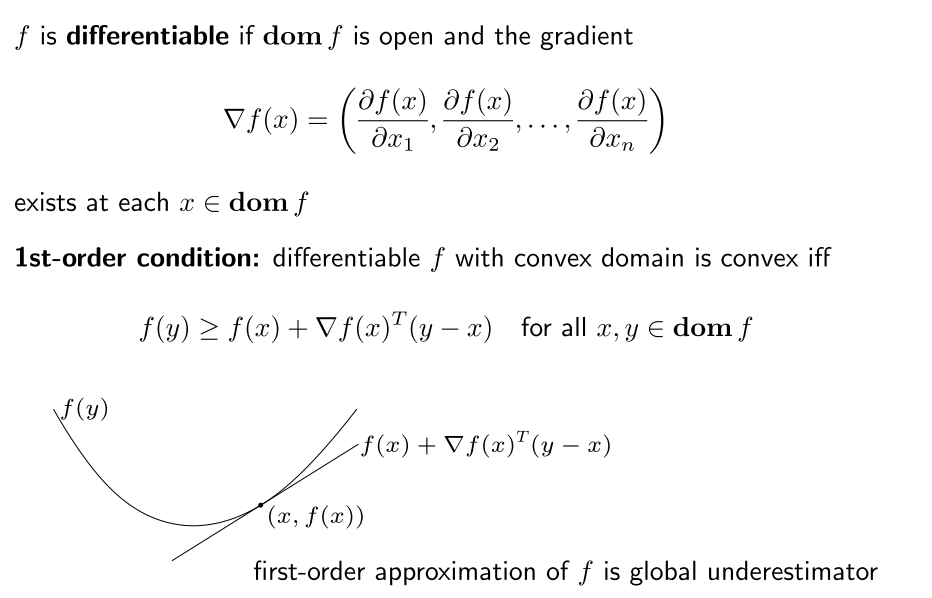 f is differentiable if dom f is open and the gradient
∇f(x) = (∂f(x)/∂x₁, ∂f(x)/∂x₂, . . . , ∂f(x)/∂xₙ)
exists at each x ∈ dom f
1st-order condition: differentiable f with convex domain is convex iff
f(y) ≥ f(x) + ∇f(x)ᵀ(y − x) for all x, y ∈ dom f
f(y)
f(x) + ∇f(x)ᵀ(y − x)
(x, f(x))
first-order approximation of f is global underestimator